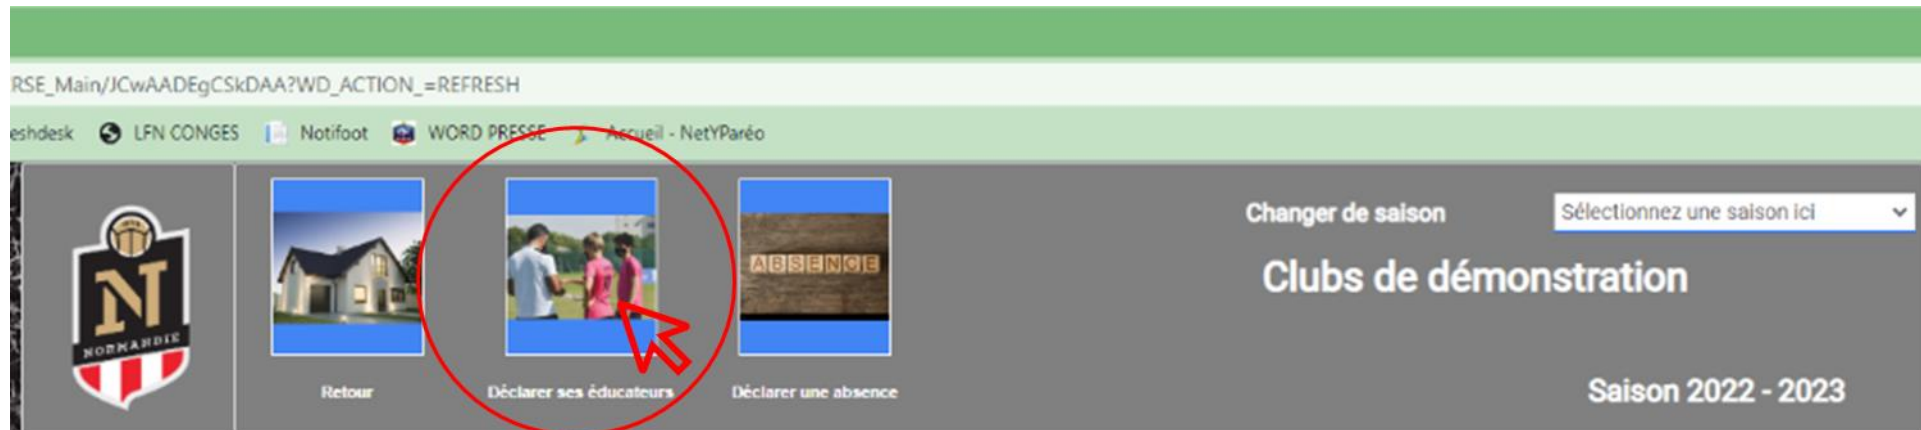 RSE_Main/JCwAADEgCSkDAA?WD_ACTION_=REFRESH
eshdesk LFN CONGES Notifoot WORD PRESSE Accueil - NetYParéo
Changer de saison Sélectionnez une saison ici
ABSENCE
Clubs de démonstration
N
NORMANDIE
Retour Déclarer ses éducateurs Déclarer une absence
Saison 2022 - 2023